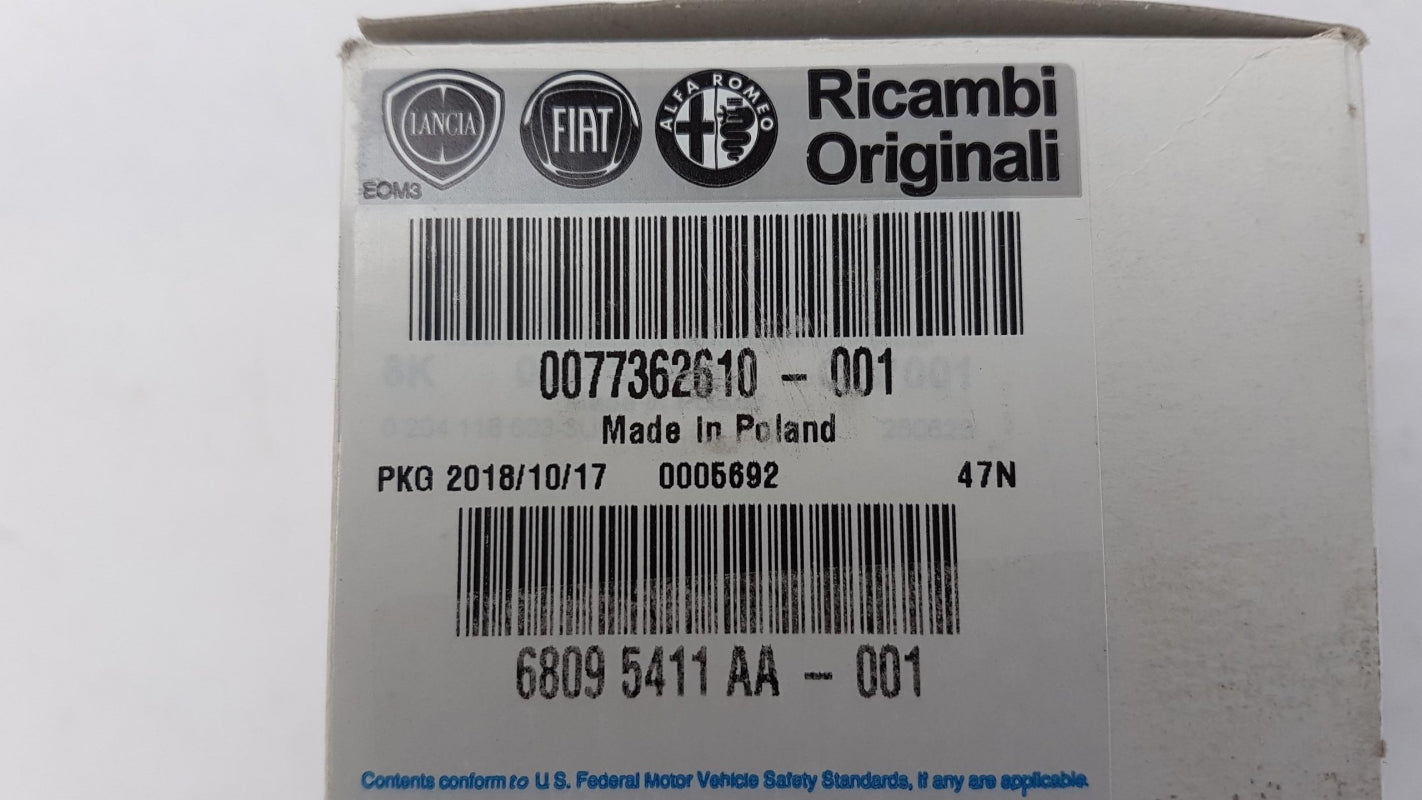 LANCIA FIAT ALFA ROMEO Ricambi
Originali
EOM3
0077362610 - 001
Made in Poland
PKG 2018/10/17 0005692 47N
6809 5411 AA - 001
Contents conform to U.S. Federal Motor Vehicle Safety Standards, if any are applicable.